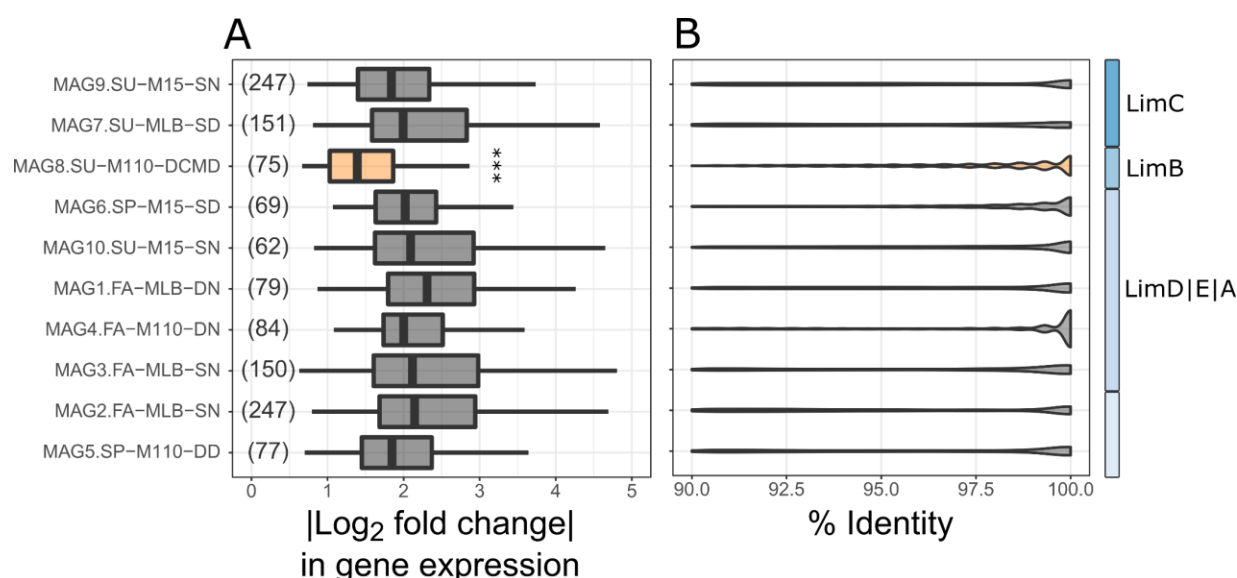 A
B
MAG9.SU−M15−SN (247)
MAG7.SU−MLB−SD (151)
MAG8.SU−M110−DCMD (75) ***
MAG6.SP−M15−SD (69)
MAG10.SU−M15−SN (62)
MAG1.FA−MLB−DN (79)
MAG4.FA−M110−DN (84)
MAG3.FA−MLB−SN (150)
MAG2.FA−MLB−SN (247)
MAG5.SP−M110−DD (77)
LimC
LimB
LimD|E|A
0 1 2 3 4 5
90.0 92.5 95.0 97.5 100.0
|Log2 fold change|
in gene expression
% Identity